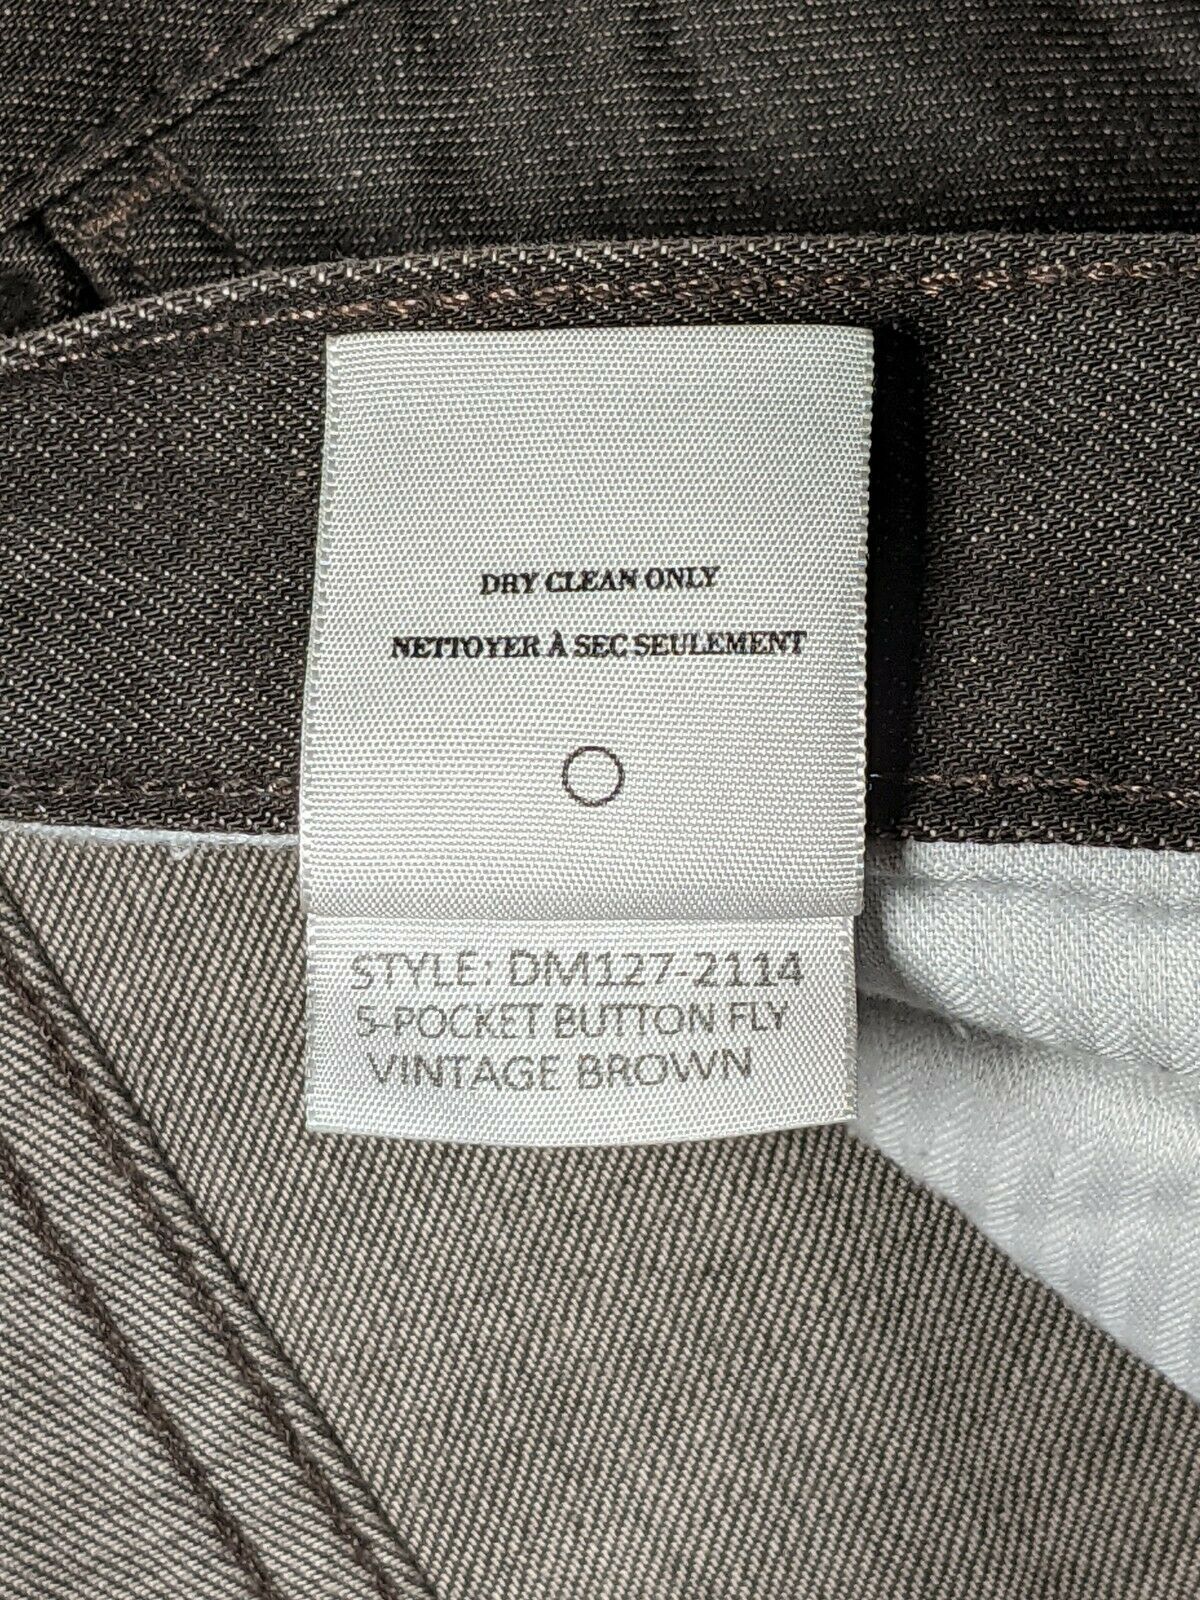 DRY CLEAN ONLY
NETTOYER À SEC SEULEMENT
STYLE: DM127-2114
5-POCKET BUTTON FLY
VINTAGE BROWN